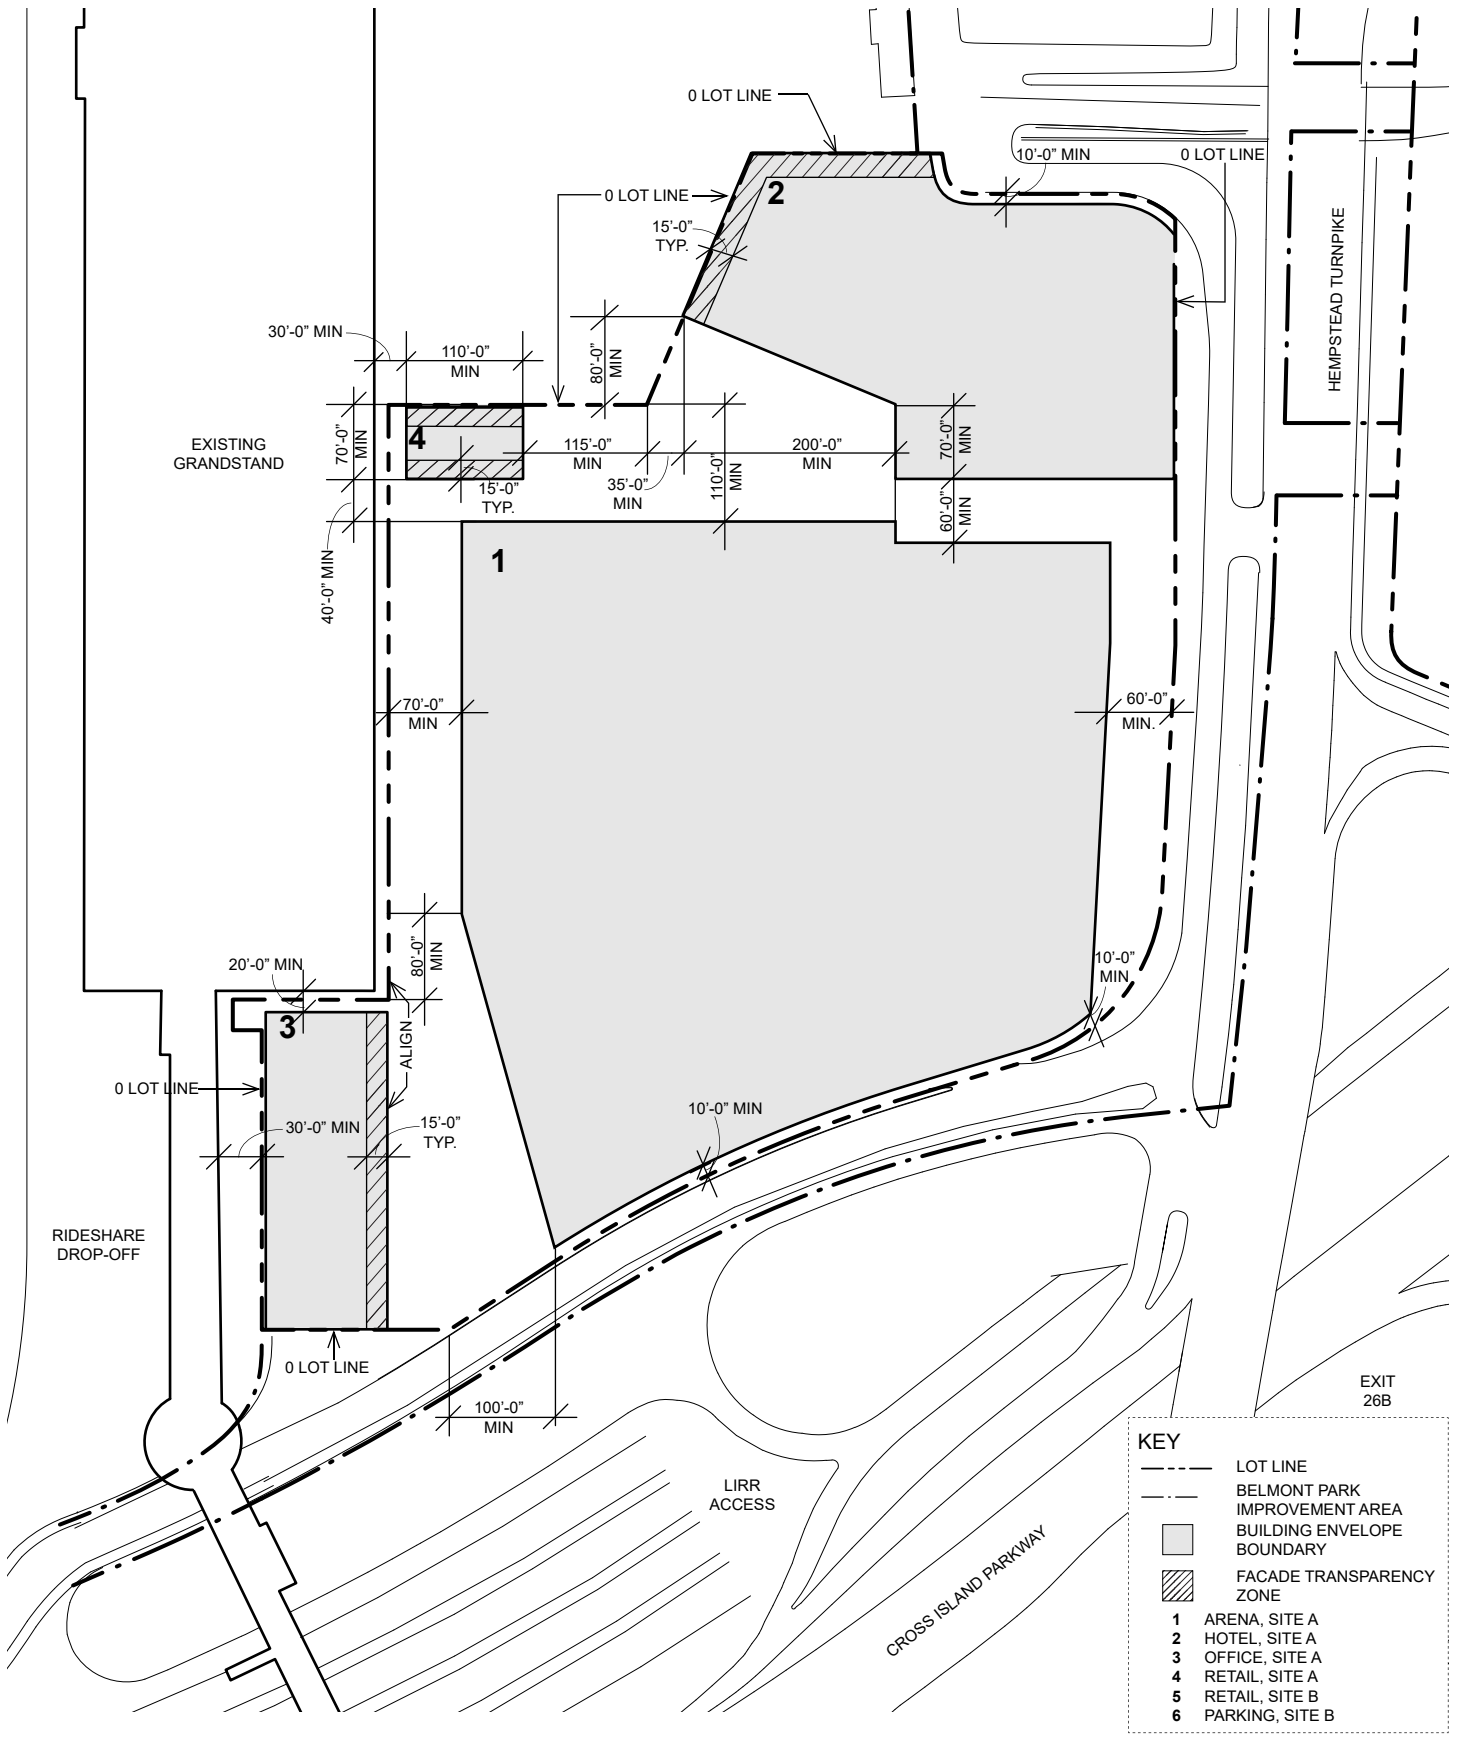 0 LOT LINE
10'-0" MIN
0 LOT LINE
0 LOT LINE
2
15'-0"
TYP.
HEMPSTEAD TURNPIKE
30'-0" MIN
110'-0"
MIN
80'-0"
MIN
EXISTING
GRANDSTAND
70'-0"
MIN
4
115'-0"
MIN
200'-0"
MIN
70'-0"
MIN
15'-0"
TYP.
35'-0"
MIN
110'-0"
MIN
60'-0"
MIN
40'-0" MIN
1
70'-0"
MIN
60'-0"
MIN.
80'-0"
MIN
20'-0" MIN
10'-0"
MIN
3
ALIGN
0 LOT LINE
10'-0" MIN
30'-0" MIN
15'-0"
TYP.
RIDESHARE
DROP-OFF
0 LOT LINE
100'-0"
MIN
EXIT
26B
LIRR
ACCESS
CROSS ISLAND PARKWAY
KEY
LOT LINE
BELMONT PARK
IMPROVEMENT AREA
BUILDING ENVELOPE
BOUNDARY
FACADE TRANSPARENCY
ZONE
1 ARENA, SITE A
2 HOTEL, SITE A
3 OFFICE, SITE A
4 RETAIL, SITE A
5 RETAIL, SITE B
6 PARKING, SITE B